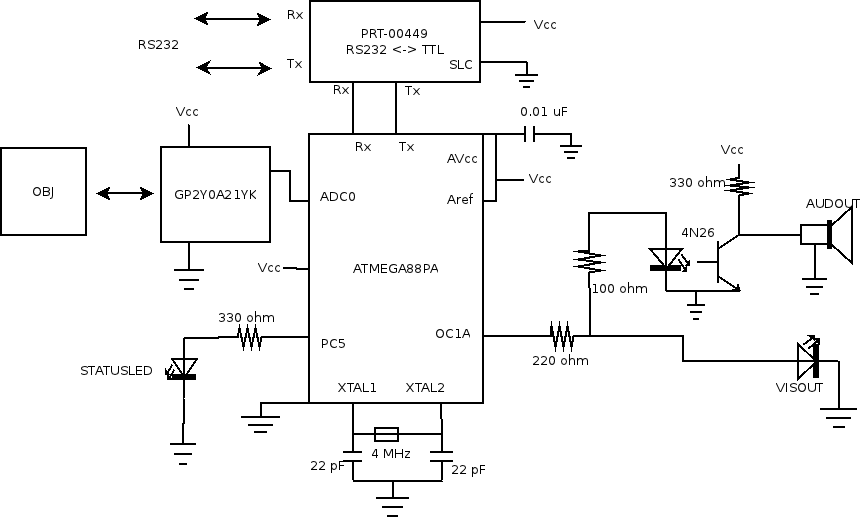 Rx
PRT-00449
Vcc
RS232
RS232 <-> TTL
Tx
SLC
Rx
Tx
Vcc
0.01 uF
Rx
Tx
AVcc
Vcc
OBJ
GP2Y0A21YK
ADC0
Aref
Vcc
330 ohm
AUDOUT
4N26
Vcc
ATMEGA88PA
100 ohm
330 ohm
PC5
OC1A
220 ohm
STATUSLED
XTAL1
XTAL2
VISOUT
22 pF
4 MHz
22 pF